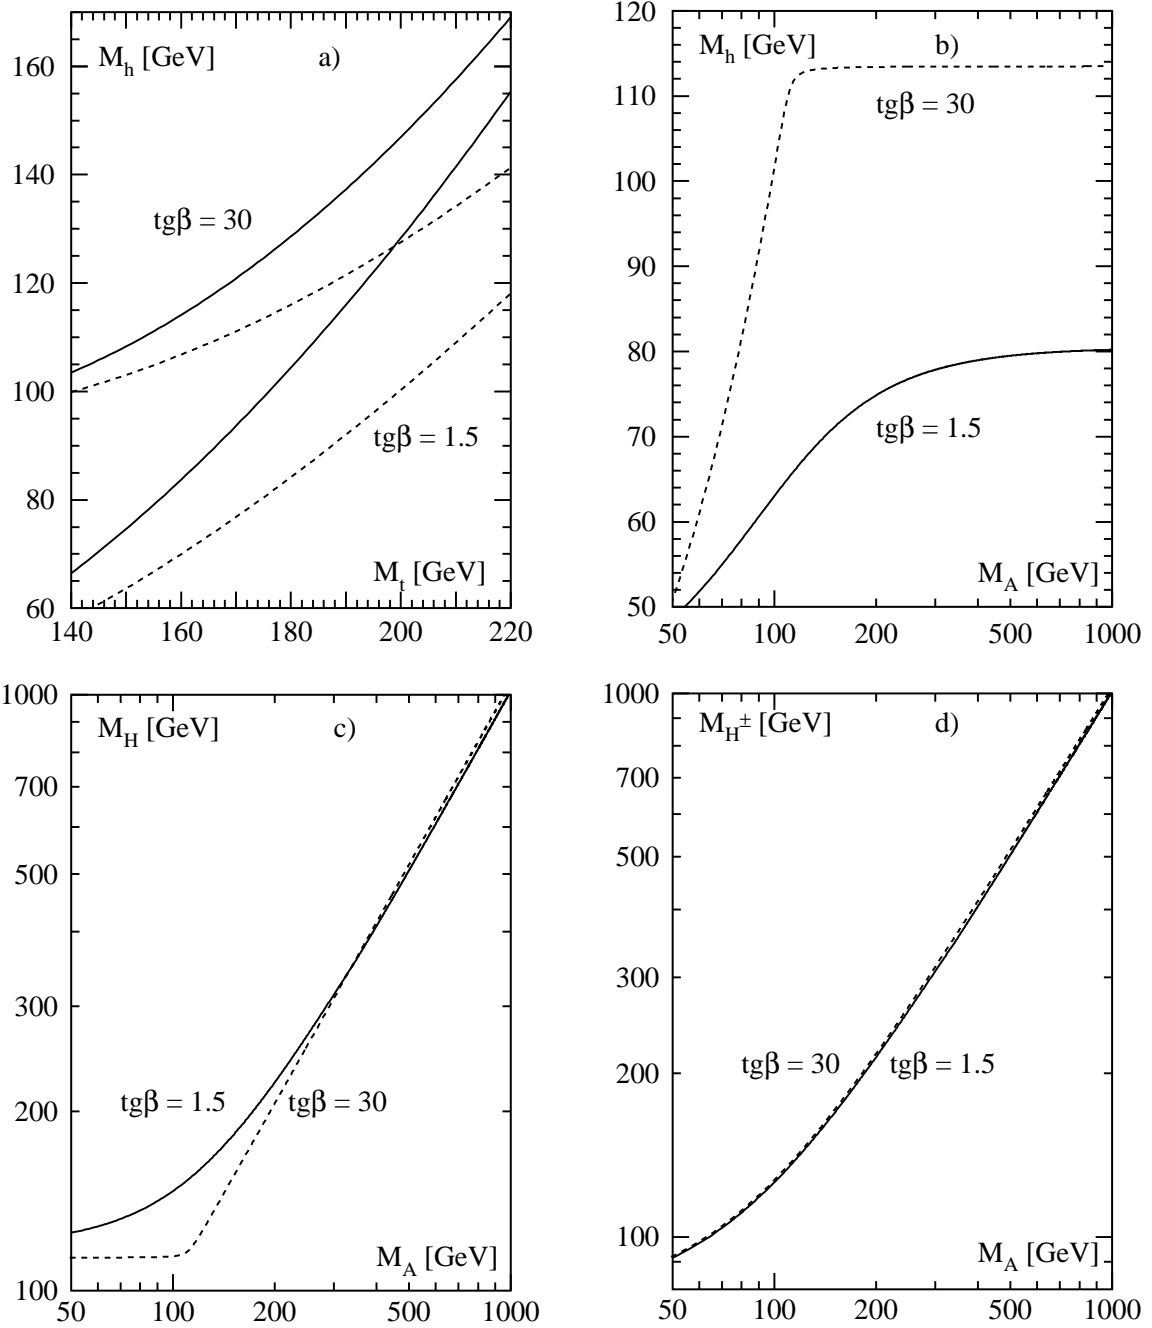 M_h [GeV] a)
160
140
120
100
80
60
tgβ = 30
tgβ = 1.5
M_t [GeV]
140 160 180 200 220
M_h [GeV] b)
120
110
100
90
80
70
60
50
tgβ = 30
tgβ = 1.5
M_A [GeV]
50 100 200 500 1000
M_H [GeV] c)
1000
700
500
300
200
100
tgβ = 1.5 tgβ = 30
M_A [GeV]
50 100 200 500 1000
M_H± [GeV] d)
1000
700
500
300
200
100
tgβ = 30 tgβ = 1.5
M_A [GeV]
50 100 200 500 1000